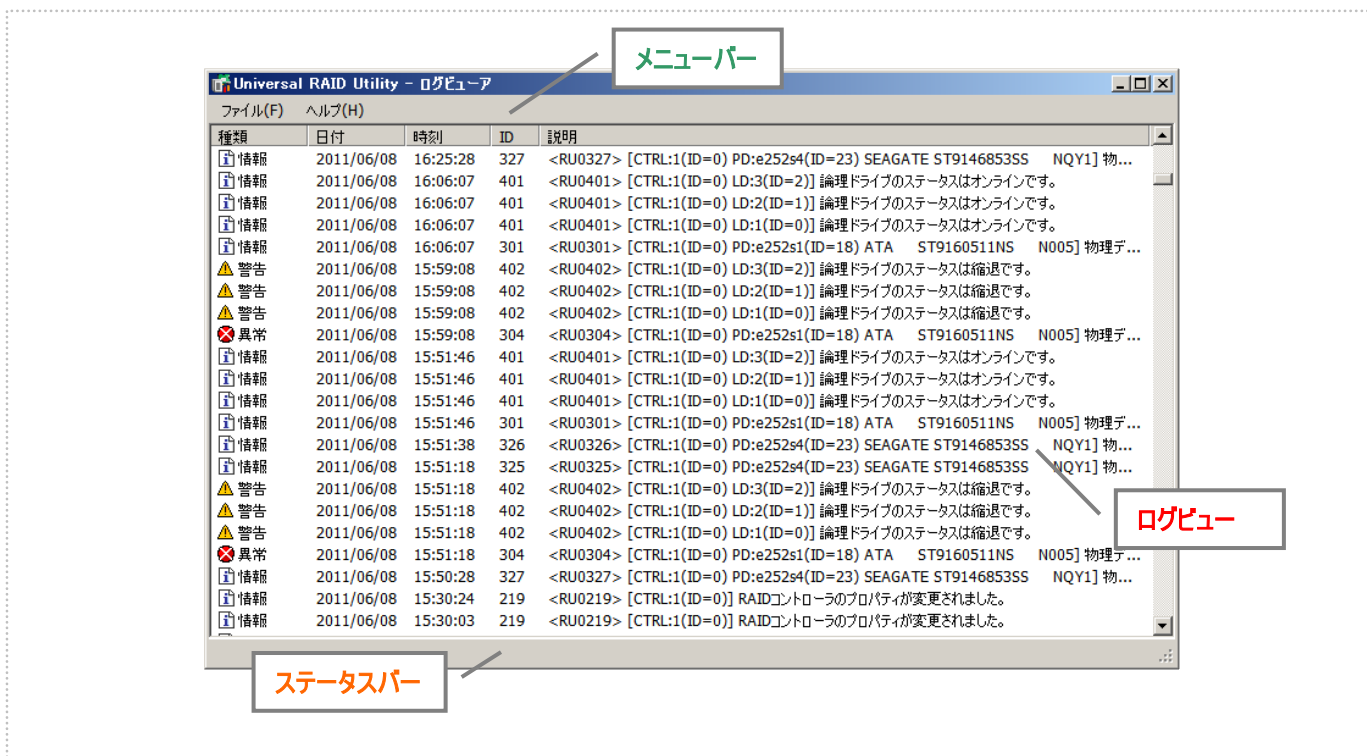 メニューバー
Universal RAID Utility - ログビューア
ファイル(F) ヘルプ(H)
種類 日付 時刻 ID 説明
情報 2011/06/08 16:25:28 327 <RU0327> [CTRL:1(ID=0) PD:e252s4(ID=23) SEAGATE ST9146853SS NQY1] 物...
情報 2011/06/08 16:06:07 401 <RU0401> [CTRL:1(ID=0) LD:3(ID=2)] 論理ドライブのステータスはオンラインです。
情報 2011/06/08 16:06:07 401 <RU0401> [CTRL:1(ID=0) LD:2(ID=1)] 論理ドライブのステータスはオンラインです。
情報 2011/06/08 16:06:07 401 <RU0401> [CTRL:1(ID=0) LD:1(ID=0)] 論理ドライブのステータスはオンラインです。
情報 2011/06/08 16:06:07 301 <RU0301> [CTRL:1(ID=0) PD:e252s1(ID=18) ATA ST9160511NS N005] 物理デ...
警告 2011/06/08 15:59:08 402 <RU0402> [CTRL:1(ID=0) LD:3(ID=2)] 論理ドライブのステータスは縮退です。
警告 2011/06/08 15:59:08 402 <RU0402> [CTRL:1(ID=0) LD:2(ID=1)] 論理ドライブのステータスは縮退です。
警告 2011/06/08 15:59:08 402 <RU0402> [CTRL:1(ID=0) LD:1(ID=0)] 論理ドライブのステータスは縮退です。
異常 2011/06/08 15:59:08 304 <RU0304> [CTRL:1(ID=0) PD:e252s1(ID=18) ATA ST9160511NS N005] 物理デ...
情報 2011/06/08 15:51:46 401 <RU0401> [CTRL:1(ID=0) LD:3(ID=2)] 論理ドライブのステータスはオンラインです。
情報 2011/06/08 15:51:46 401 <RU0401> [CTRL:1(ID=0) LD:2(ID=1)] 論理ドライブのステータスはオンラインです。
情報 2011/06/08 15:51:46 401 <RU0401> [CTRL:1(ID=0) LD:1(ID=0)] 論理ドライブのステータスはオンラインです。
情報 2011/06/08 15:51:46 301 <RU0301> [CTRL:1(ID=0) PD:e252s1(ID=18) ATA ST9160511NS N005] 物理デ...
情報 2011/06/08 15:51:38 326 <RU0326> [CTRL:1(ID=0) PD:e252s4(ID=23) SEAGATE ST9146853SS NQY1] 物...
情報 2011/06/08 15:51:18 325 <RU0325> [CTRL:1(ID=0) PD:e252s4(ID=23) SEAGATE ST9146853SS NQY1] 物...
警告 2011/06/08 15:51:18 402 <RU0402> [CTRL:1(ID=0) LD:3(ID=2)] 論理ドライブのステータスは縮退です。
警告 2011/06/08 15:51:18 402 <RU0402> [CTRL:1(ID=0) LD:2(ID=1)] 論理ドライブのステータスは縮退です。
警告 2011/06/08 15:51:18 402 <RU0402> [CTRL:1(ID=0) LD:1(ID=0)] 論理ドライブのステータスは縮退です。
異常 2011/06/08 15:51:18 304 <RU0304> [CTRL:1(ID=0) PD:e252s1(ID=18) ATA ST9160511NS N005] 物理デ...
情報 2011/06/08 15:50:28 327 <RU0327> [CTRL:1(ID=0) PD:e252s4(ID=23) SEAGATE ST9146853SS NQY1] 物...
情報 2011/06/08 15:30:24 219 <RU0219> [CTRL:1(ID=0)] RAIDコントローラのプロパティが変更されました。
情報 2011/06/08 15:30:03 219 <RU0219> [CTRL:1(ID=0)] RAIDコントローラのプロパティが変更されました。
ログビュー
ステータスバー